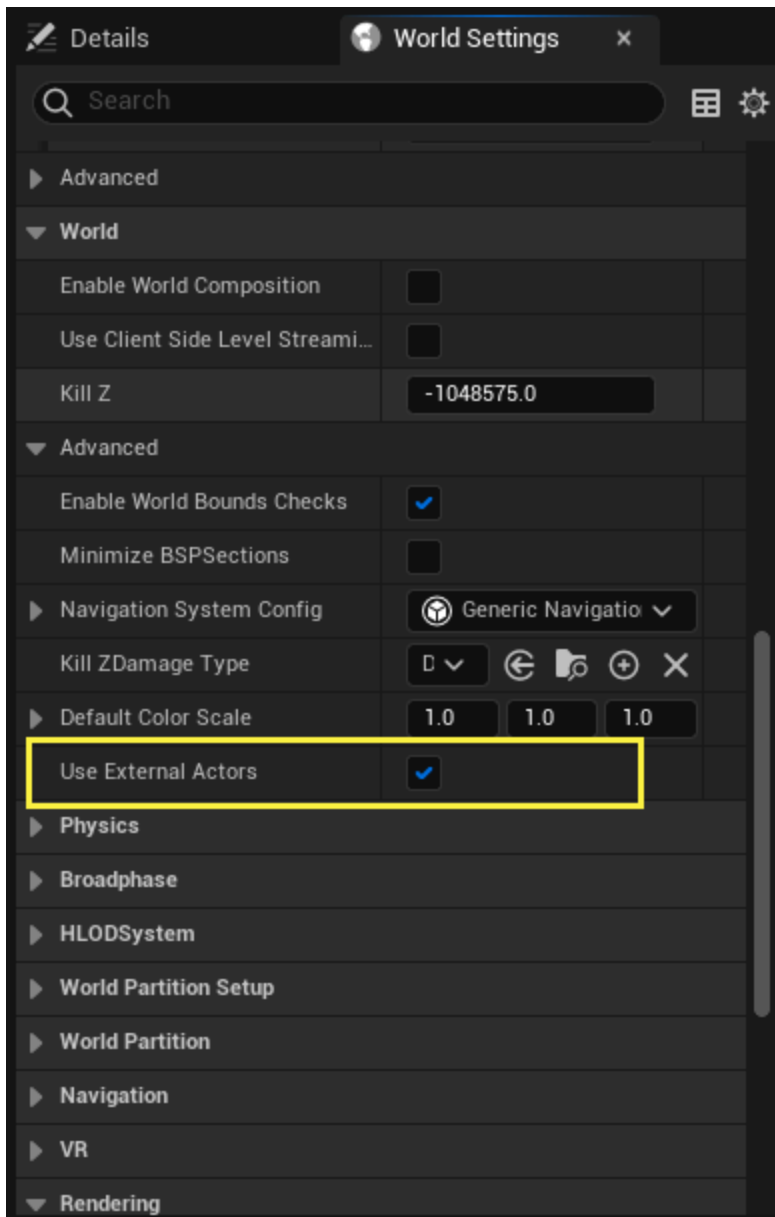 Details
World Settings
Search
Advanced
World
Enable World Composition
Use Client Side Level Streami...
Kill Z
-1048575.0
Advanced
Enable World Bounds Checks
Minimize BSPSections
Navigation System Config
Generic Navigatio
Kill ZDamage Type
D
Default Color Scale
1.0 1.0 1.0
Use External Actors
Physics
Broadphase
HLODSystem
World Partition Setup
World Partition
Navigation
VR
Rendering